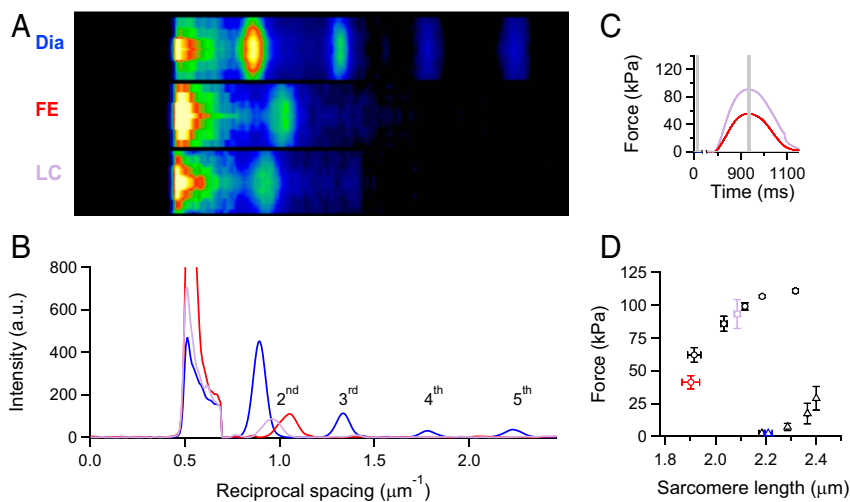 A
Dia
FE
LC
B
800
600
400
200
0
Intensity (a.u.)
2nd
3rd
4th
5th
0.0 0.5 1.0 1.5 2.0
Reciprocal spacing (μm-1)
C
120
80
40
0
Force (kPa)
0 900 1100
Time (ms)
D
125
100
75
50
25
0
Force (kPa)
1.8 2.0 2.2 2.4
Sarcomere length (μm)